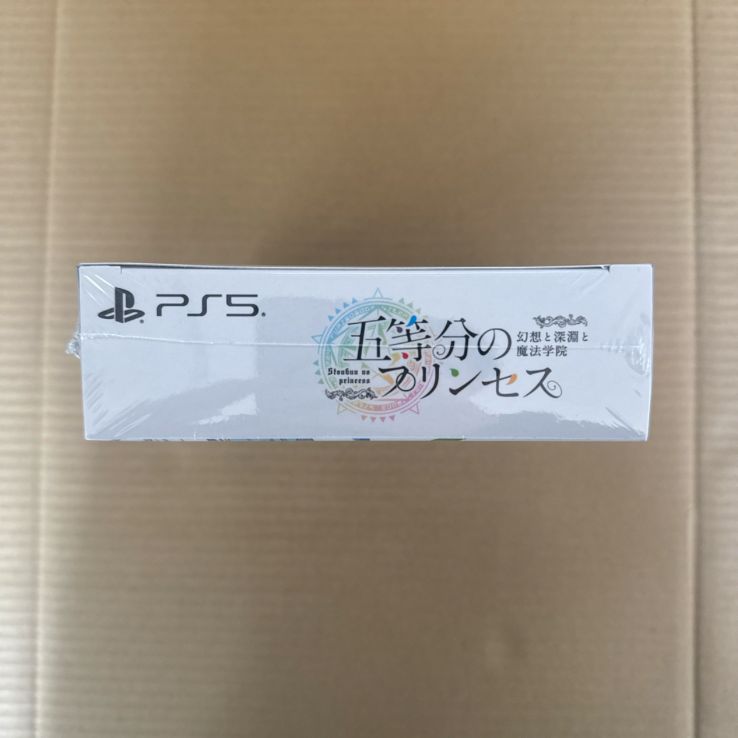 PS5
五等分の
プリンセス
5toubun no
princess
幻想と深淵と
魔法学院